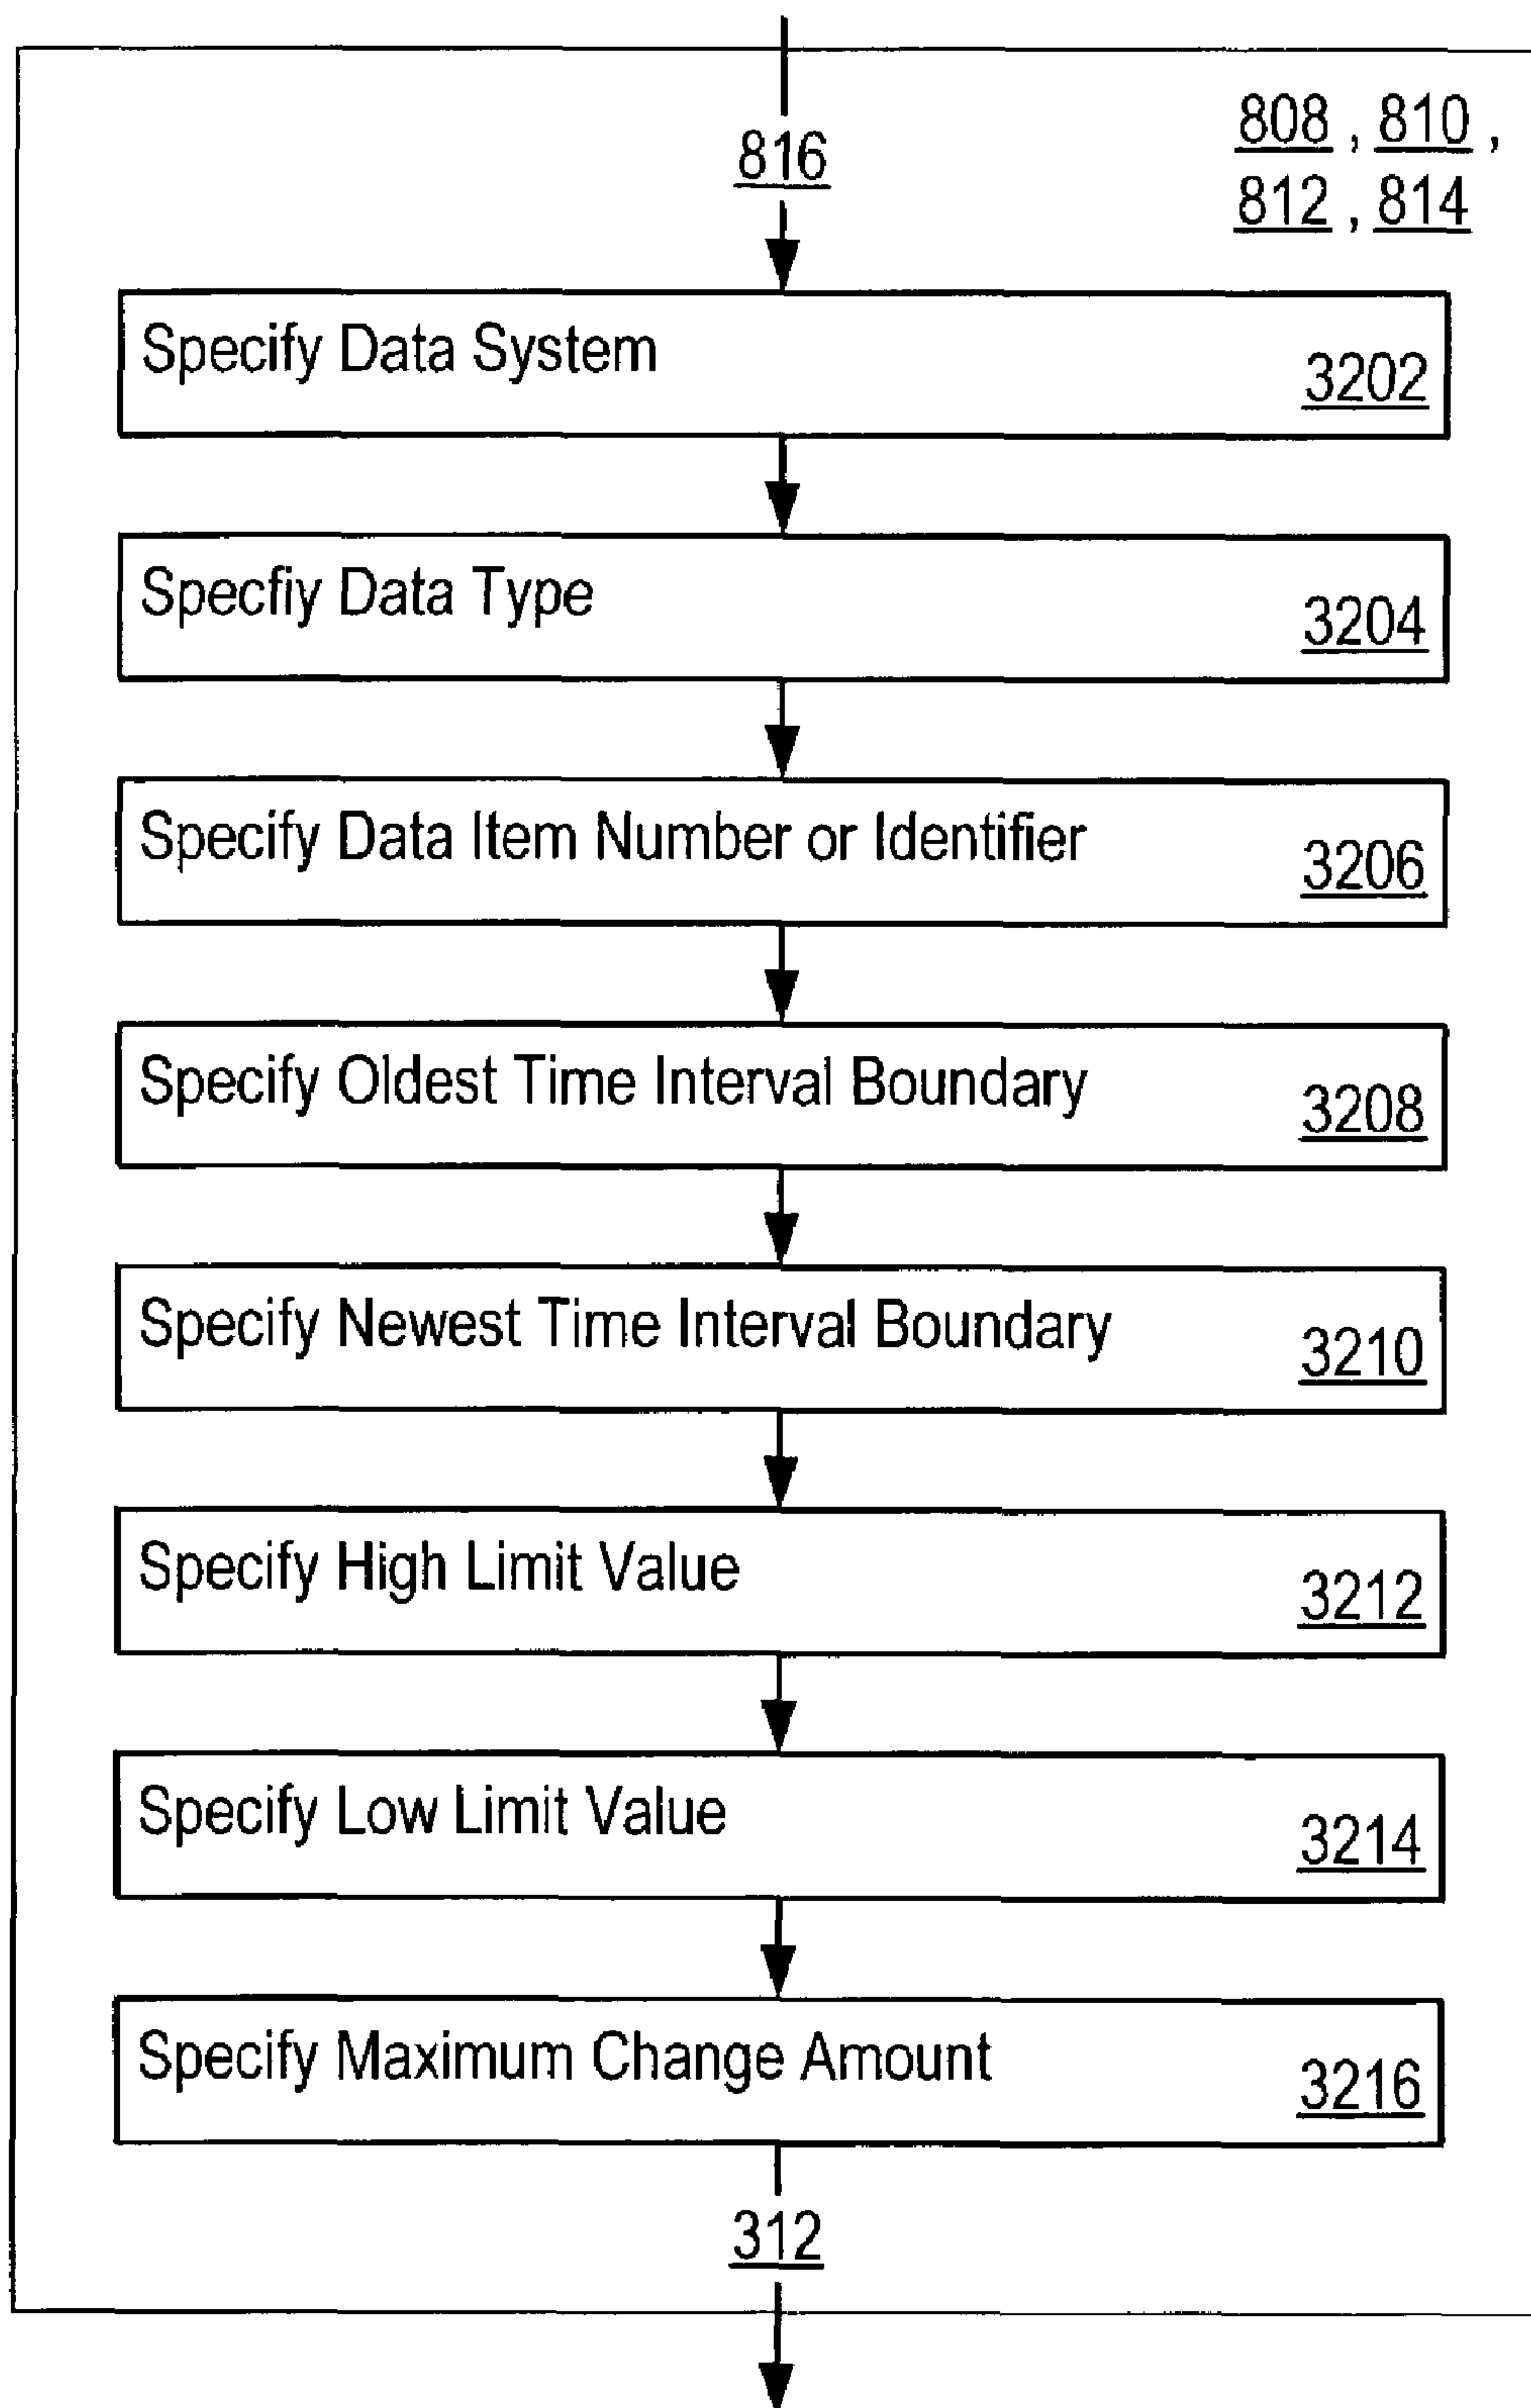 816
808 , 810 ,
812 , 814
Specify Data System
3202
Specfiy Data Type
3204
Specify Data Item Number or Identifier
3206
Specify Oldest Time Interval Boundary
3208
Specify Newest Time Interval Boundary
3210
Specify High Limit Value
3212
Specify Low Limit Value
3214
Specify Maximum Change Amount
3216
312